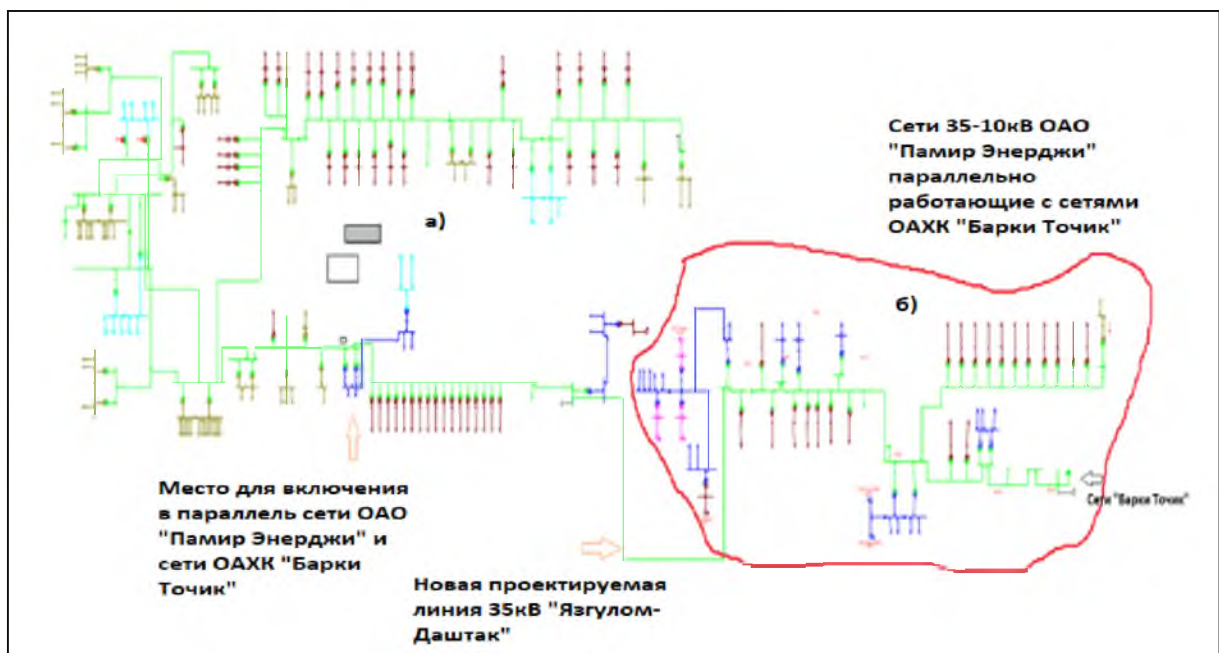 Сети 35-10кВ ОАО
"Памир Энерджи"
параллельно
работающие с сетями
ОАХК "Барки Точик"
а)
б)
Сети "Барки Точик"
Место для включения
в параллель сети ОАО
"Памир Энерджи" и
сети ОАХК "Барки
Точик"
Новая проектируемая
линия 35кВ "Язгулом-
Даштак"